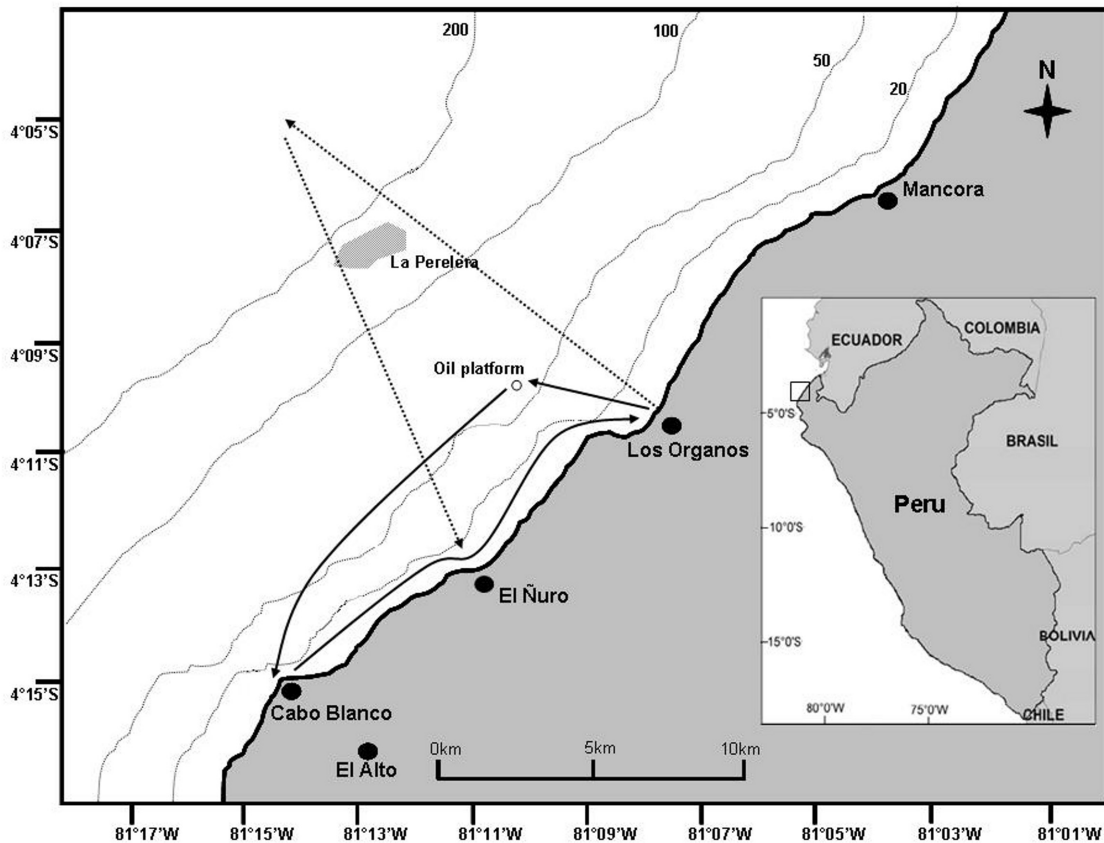 200
100
50
20
N
4°05'S
Mancora
4°07'S
La Perelera
4°09'S
Oil platform
Los Organos
4°11'S
4°13'S
El Ñuro
4°15'S
Cabo Blanco
El Alto
0km 5km 10km
81°17'W 81°15'W 81°13'W 81°11'W 81°09'W 81°07'W 81°05'W 81°03'W 81°01'W
ECUADOR
COLOMBIA
5°0'S
BRASIL
Peru
10°0'S
15°0'S
BOLIVIA
80°0'W 75°0'W
CHILE